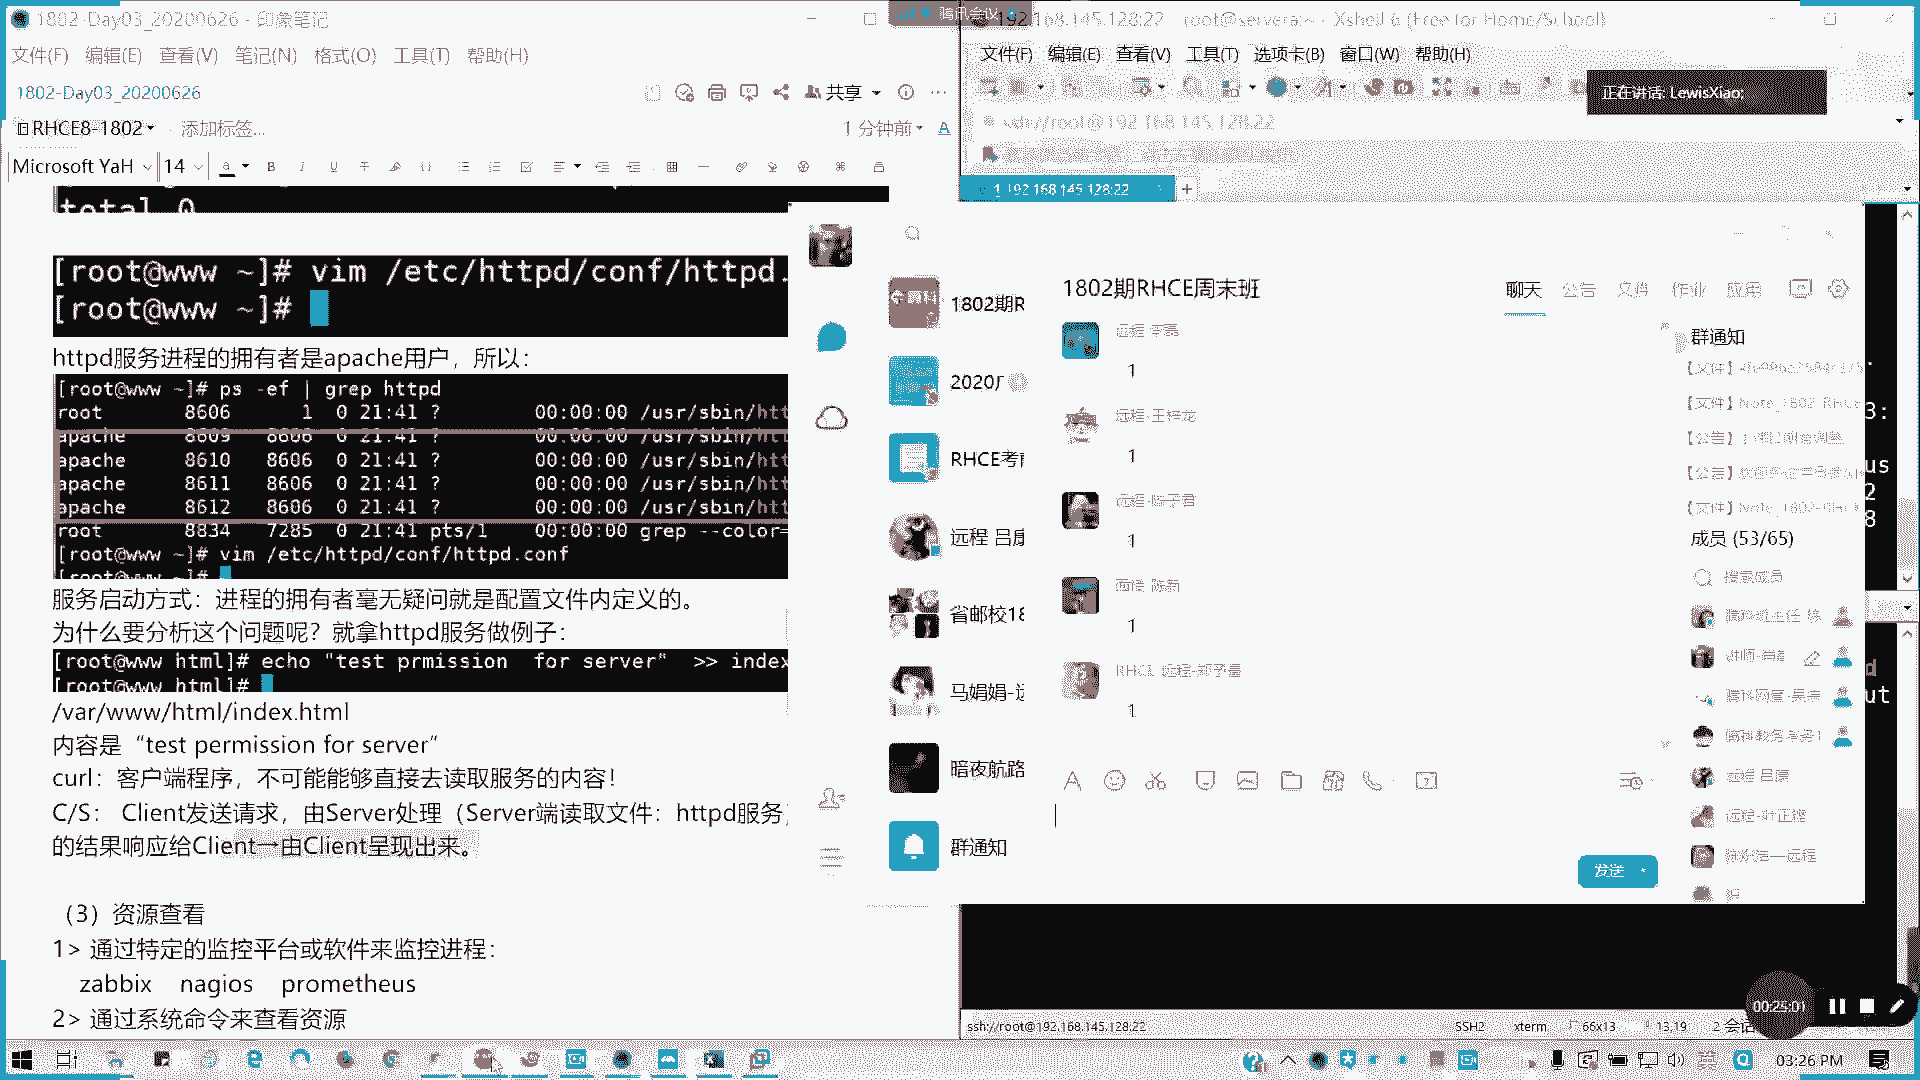 1802-Day03_20200626 - 印象笔记
文件(F) 编辑(E) 查看(V) 笔记(N) 格式(O) 工具(T) 帮助(H)
1802-Day03_20200626
共享
RHCE8-1802
添加标签...
1 分钟前
Microsoft YaH
14
total 0
[root@www ~]# vim /etc/httpd/conf/httpd.
[root@www ~]#
httpd服务进程的拥有者是apache用户，所以：
[root@www ~]# ps -ef | grep httpd
root 8606 1 0 21:41 ? 00:00:00 /usr/sbin/htt
apache 8609 8606 0 21:41 ? 00:00:00 /usr/sbin/htt
apache 8610 8606 0 21:41 ? 00:00:00 /usr/sbin/htt
apache 8611 8606 0 21:41 ? 00:00:00 /usr/sbin/htt
apache 8612 8606 0 21:41 ? 00:00:00 /usr/sbin/htt
root 8834 7285 0 21:41 pts/1 00:00:00 grep --color=
[root@www ~]# vim /etc/httpd/conf/httpd.conf
[root@www ~]#
服务启动方式：进程的拥有者毫无疑问就是配置文件内定义的。
为什么要分析这个问题呢？就拿httpd服务做例子：
[root@www html]# echo "test prmission for server" >> index
[root@www html]#
/var/www/html/index.html
内容是 “test permission for server”
curl：客户端程序，不可能能够直接去读取服务的内容！
C/S： Client发送请求，由Server处理（Server端读取文件：httpd服务
的结果响应给Client→由Client呈现出来。
（3）资源查看
1> 通过特定的监控平台或软件来监控进程：
zabbix nagios prometheus
2> 通过系统命令来查看资源
腾讯会议
192.168.145.128:22 root@servera:~ - Xshell 6 (Free for Home/School)
文件(F) 编辑(E) 查看(V) 工具(T) 选项卡(B) 窗口(W) 帮助(H)
正在讲话: LewisXiao;
ssh://root@192.168.145.128:22
1 192.168.145.128:22
+
1802期R
RHCE考前
远程 吕康
省邮校18
马娟娟-远
暗夜航路
群通知
1802期RHCE周末班
聊天 公告 文档 作业 应用
1
1
远程-陈子君
1
1
1
发送
群通知
成员 (53/65)
搜索成员
3:
us
2
8
ut
ssh://root@192.168.145.128:22
SSH2
xterm
66x13
13,19
2 会话
00:25:01
03:26 PM